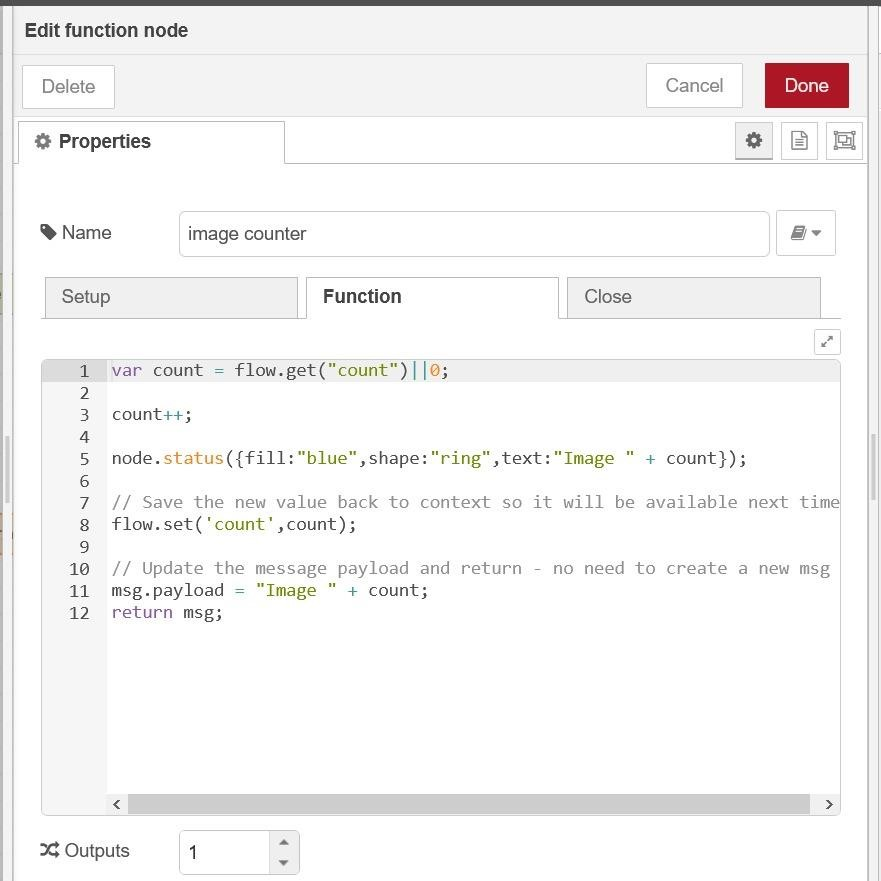 Edit function node
Delete
Cancel
Done
Properties
Name
image counter
Setup
Function
Close
1 var count = flow.get("count")||0;
2
3 count++;
4
5 node.status({fill:"blue",shape:"ring",text:"Image " + count});
6
7 // Save the new value back to context so it will be available next time
8 flow.set('count',count);
9
10 // Update the message payload and return - no need to create a new msg
11 msg.payload = "Image " + count;
12 return msg;
Outputs
1